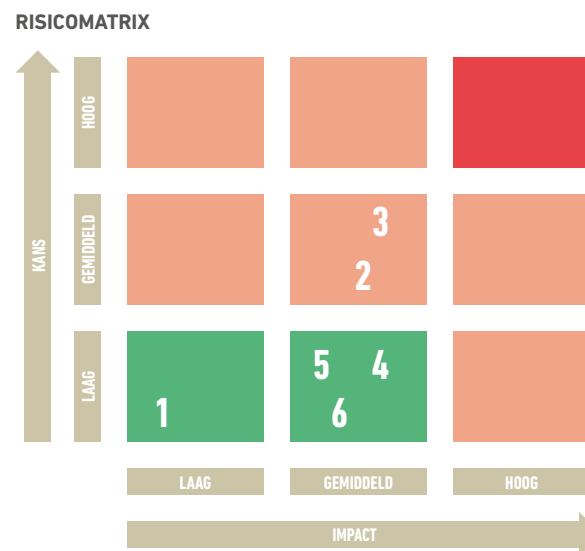 RISICOMATRIX
KANS
HOOG
GEMIDDELD
3
2
LAAG
5 4
1
6
LAAG GEMIDDELD HOOG
IMPACT